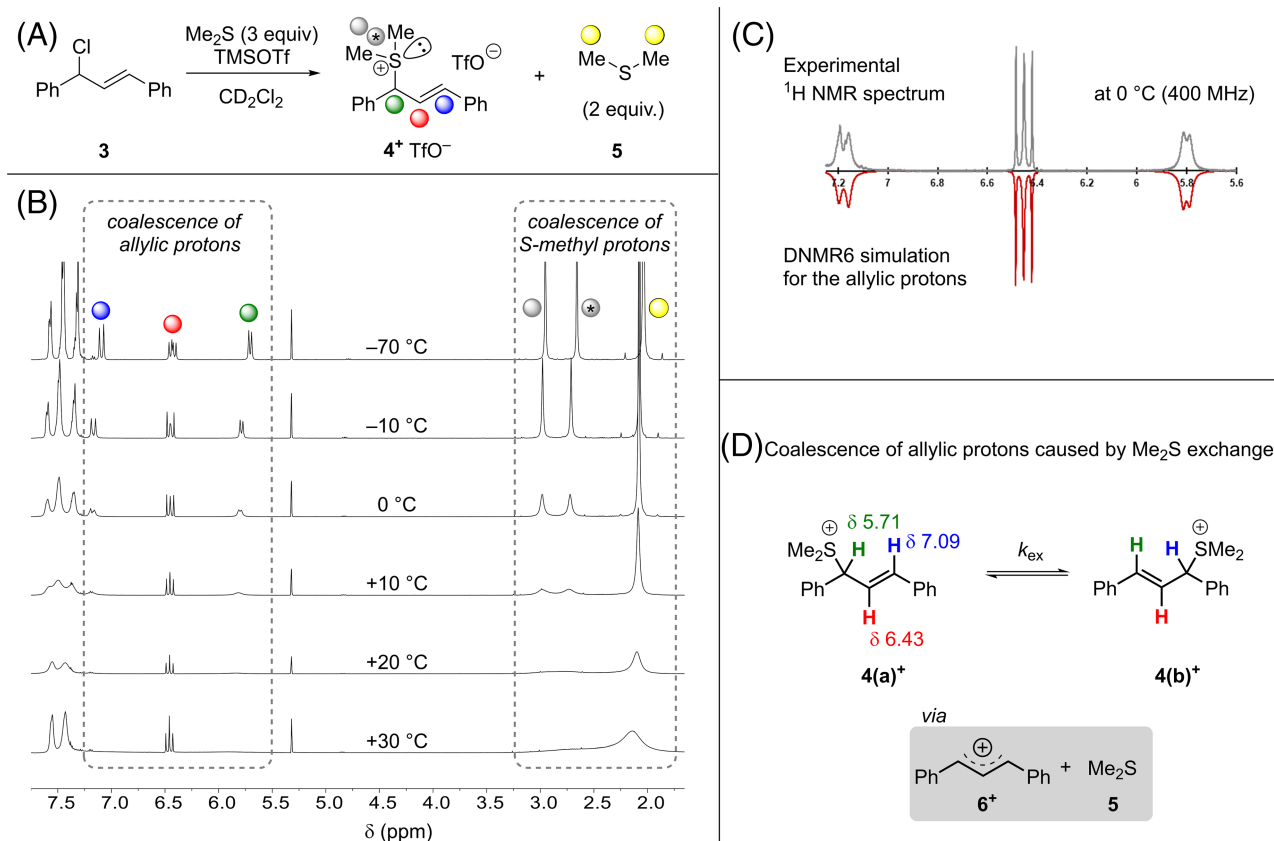 (A)
Cl
Ph
Ph
3
Me2S (3 equiv)
TMSOTf
CD2Cl2
*
Me
Me
S
⊕
:
TfO⊖
Ph
Ph
4+ TfO–
+
Me
S
Me
(2 equiv.)
5
(B)
coalescence of
allylic protons
coalescence of
S-methyl protons
*
–70 °C
–10 °C
0 °C
+10 °C
+20 °C
+30 °C
7.5 7.0 6.5 6.0 5.5 5.0 4.5 4.0 3.5 3.0 2.5 2.0
δ (ppm)
(C)
Experimental
1H NMR spectrum
at 0 °C (400 MHz)
7.2 7 6.8 6.6 6.4 6.2 6 5.8 5.6
DNMR6 simulation
for the allylic protons
(D) Coalescence of allylic protons caused by Me2S exchange
δ 5.71
⊕
Me2S
H
H
δ 7.09
Ph
Ph
H
δ 6.43
4(a)+
kex
⊕
H
H
SMe2
Ph
Ph
H
4(b)+
via
⊕
Ph
Ph
+
Me2S
6+
5